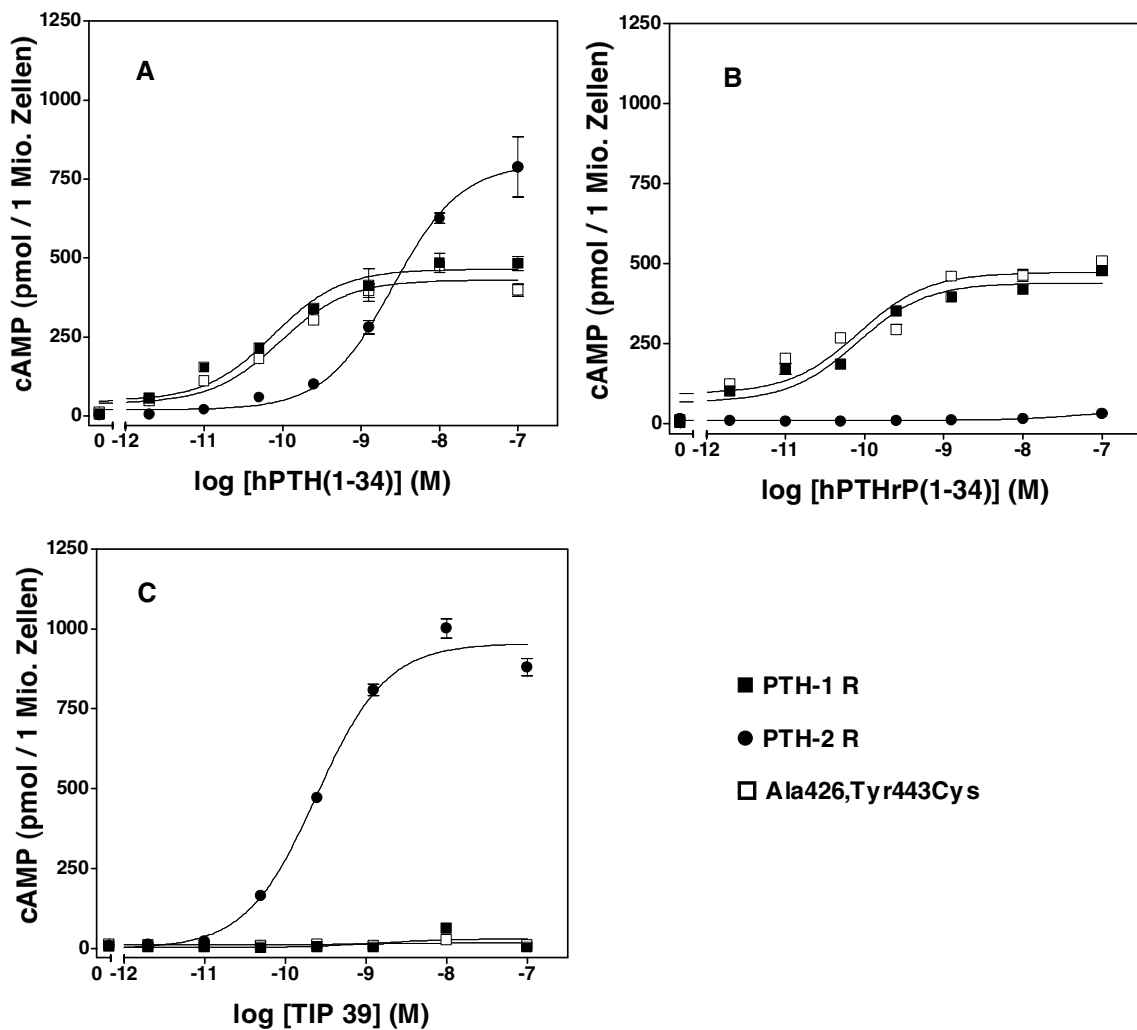 A
cAMP (pmol / 1 Mio. Zellen)
1250
1000
750
500
250
0
0 -12 -11 -10 -9 -8 -7
log [hPTH(1-34)] (M)
B
cAMP (pmol / 1 Mio. Zellen)
1250
1000
750
500
250
0
0 -12 -11 -10 -9 -8 -7
log [hPTHrP(1-34)] (M)
C
cAMP (pmol / 1 Mio. Zellen)
1250
1000
750
500
250
0
0 -12 -11 -10 -9 -8 -7
log [TIP 39] (M)
PTH-1 R
PTH-2 R
Ala426,Tyr443Cys